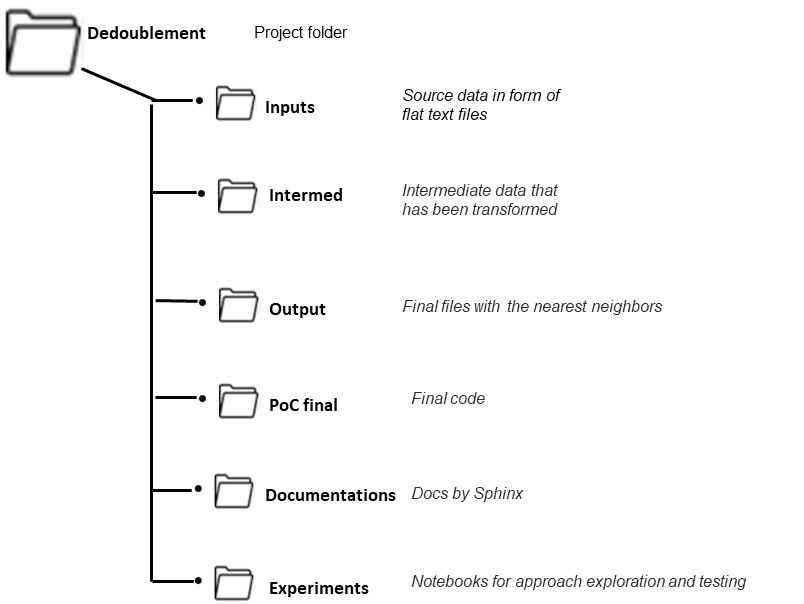 Dedoublement Project folder
Inputs
Source data in form of
flat text files
Intermed
Intermediate data that
has been transformed
Output
Final files with the nearest neighbors
PoC final
Final code
Documentations
Docs by Sphinx
Experiments
Notebooks for approach exploration and testing